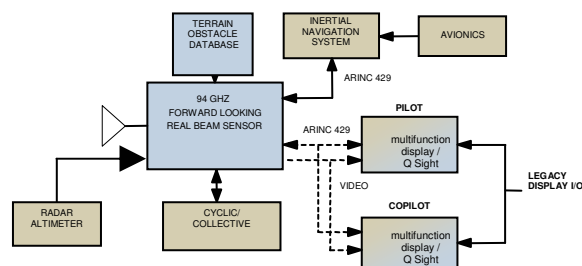 TERRAIN
OBSTACLE
DATABASE
INERTIAL
NAVIGATION
SYSTEM
AVIONICS
ARINC 429
94 GHZ
FORWARD LOOKING
REAL BEAM SENSOR
PILOT
ARINC 429
multifunction
display /
Q Sight
VIDEO
LEGACY
DISPLAY I/O
COPILOT
RADAR
ALTIMETER
CYCLIC/
COLLECTIVE
multifunction
display /
Q Sight